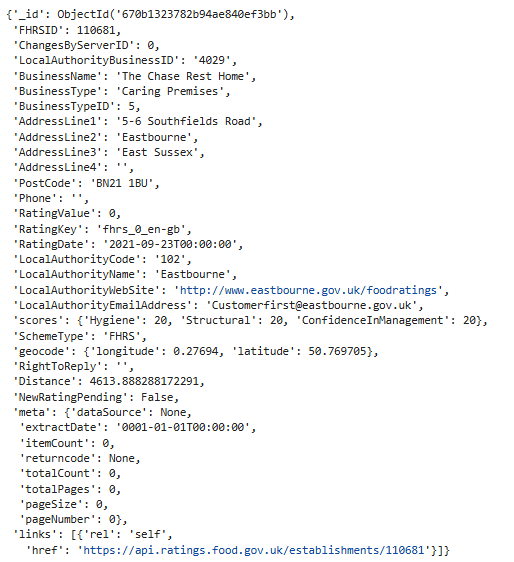 {'_id': ObjectId('670b1323782b94ae840ef3bb'),
'FHRSID': 110681,
'ChangesByServerID': 0,
'LocalAuthorityBusinessID': '4029',
'BusinessName': 'The Chase Rest Home',
'BusinessType': 'Caring Premises',
'BusinessTypeID': 5,
'AddressLine1': '5-6 Southfields Road',
'AddressLine2': 'Eastbourne',
'AddressLine3': 'East Sussex',
'AddressLine4': '',
'PostCode': 'BN21 1BU',
'Phone': '',
'RatingValue': 0,
'RatingKey': 'fhrs_0_en-gb',
'RatingDate': '2021-09-23T00:00:00',
'LocalAuthorityCode': '102',
'LocalAuthorityName': 'Eastbourne',
'LocalAuthorityWebSite': 'http://www.eastbourne.gov.uk/foodratings',
'LocalAuthorityEmailAddress': 'Customerfirst@eastbourne.gov.uk',
'scores': {'Hygiene': 20, 'Structural': 20, 'ConfidenceInManagement': 20},
'SchemeType': 'FHRS',
'geocode': {'longitude': 0.27694, 'latitude': 50.769705},
'RightToReply': '',
'Distance': 4613.888288172291,
'NewRatingPending': False,
'meta': {'dataSource': None,
'extractDate': '0001-01-01T00:00:00',
'itemCount': 0,
'returncode': None,
'totalCount': 0,
'totalPages': 0,
'pageSize': 0,
'pageNumber': 0},
'links': [{'rel': 'self',
'href': 'https://api.ratings.food.gov.uk/establishments/110681'}]}